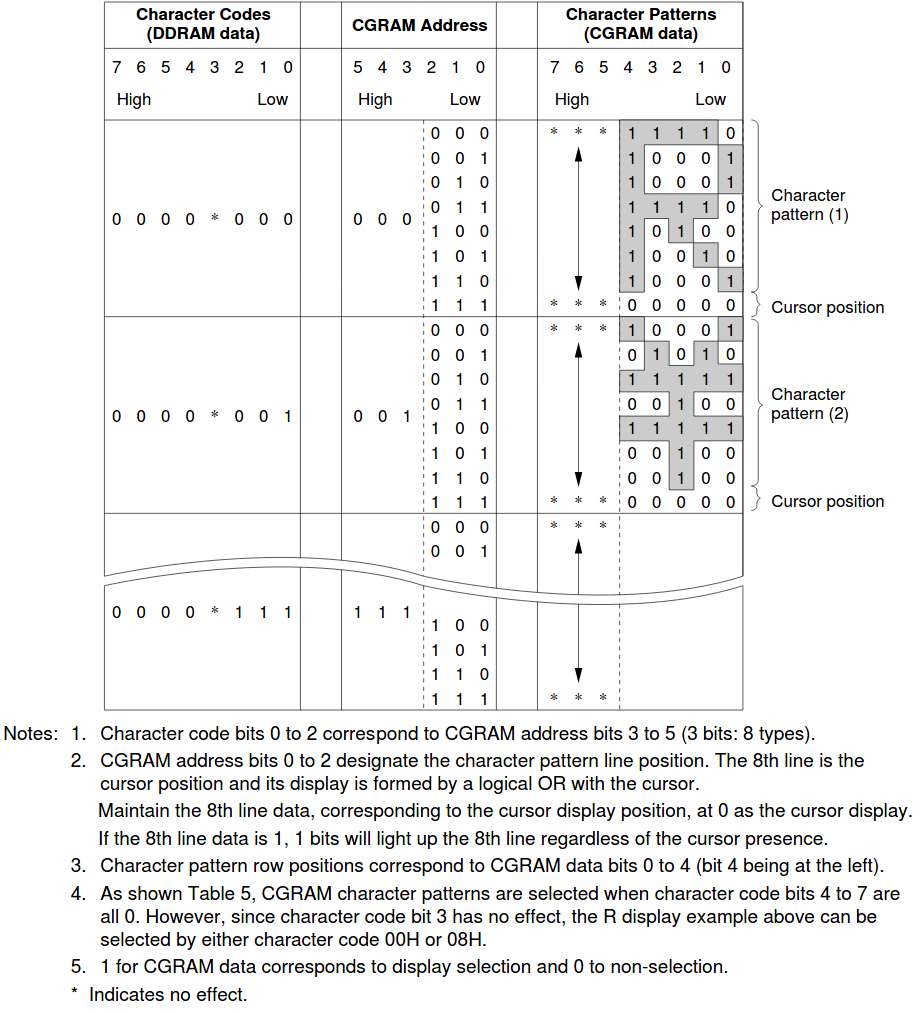 Character Codes (DDRAM data) CGRAM Address Character Patterns (CGRAM data)
7 6 5 4 3 2 1 0 5 4 3 2 1 0 7 6 5 4 3 2 1 0
High Low High Low High Low
0 0 0 * * * 1 1 1 1 0
0 0 1 1 0 0 0 1
0 1 0 1 0 0 0 1
0 1 1 1 1 1 1 0
0 0 0 0 * 0 0 0 0 0 0 Character pattern (1)
1 0 0 1 0 1 0 0
1 0 1 1 0 0 1 0
1 1 0 1 0 0 0 1
1 1 1 * * * 0 0 0 0 0 Cursor position
0 0 0 * * * 1 0 0 0 1
0 0 1 0 1 0 1 0
0 1 0 1 1 1 1 1
0 1 1 0 0 1 0 0
0 0 0 0 * 0 0 1 0 0 1 Character pattern (2)
1 0 0 1 1 1 1 1
1 0 1 0 0 1 0 0
1 1 0 0 0 1 0 0
1 1 1 * * * 0 0 0 0 0 Cursor position
0 0 0 * * *
0 0 1
0 0 0 0 * 1 1 1 1 1 1
1 0 0
1 0 1
1 1 0
1 1 1 * * *
Notes: 1. Character code bits 0 to 2 correspond to CGRAM address bits 3 to 5 (3 bits: 8 types).
2. CGRAM address bits 0 to 2 designate the character pattern line position. The 8th line is the
cursor position and its display is formed by a logical OR with the cursor.
Maintain the 8th line data, corresponding to the cursor display position, at 0 as the cursor display.
If the 8th line data is 1, 1 bits will light up the 8th line regardless of the cursor presence.
3. Character pattern row positions correspond to CGRAM data bits 0 to 4 (bit 4 being at the left).
4. As shown Table 5, CGRAM character patterns are selected when character code bits 4 to 7 are
all 0. However, since character code bit 3 has no effect, the R display example above can be
selected by either character code 00H or 08H.
5. 1 for CGRAM data corresponds to display selection and 0 to non-selection.
* Indicates no effect.